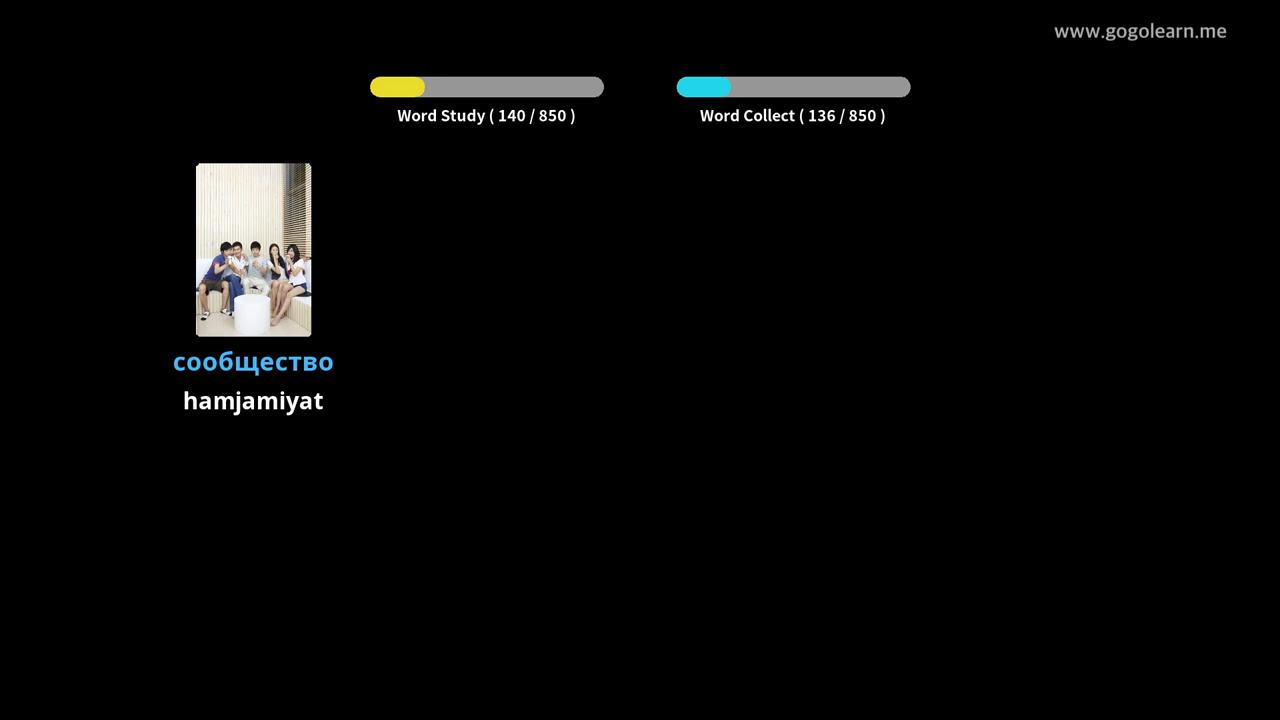 www.gogolearn.me
Word Study ( 140 / 850 )
Word Collect ( 136 / 850 )
сообщество
hamjamiyat